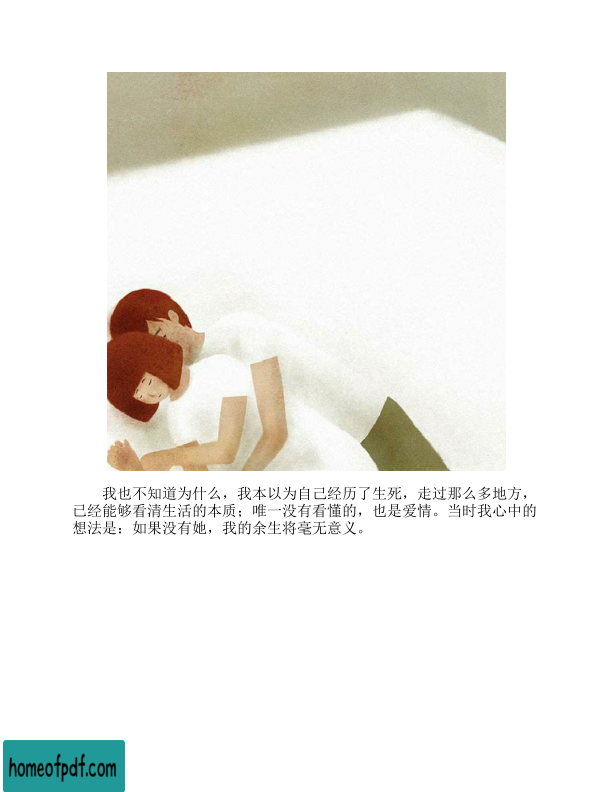 我也不知道为什么，我本以为自己经历了生死，走过那么多地方，
已经能够看清生活的本质；唯一没有看懂的，也是爱情。当时我心中的
想法是：如果没有她，我的余生将毫无意义。
homeofpdf.com